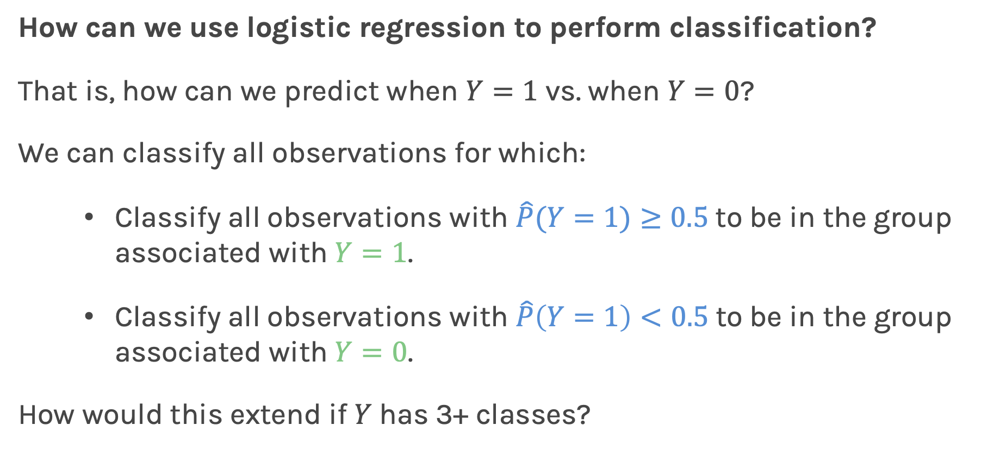 How can we use logistic regression to perform classification?
That is, how can we predict when Y = 1 vs. when Y = 0?
We can classify all observations for which:
• Classify all observations with P̂(Y = 1) ≥ 0.5 to be in the group
associated with Y = 1.
• Classify all observations with P̂(Y = 1) < 0.5 to be in the group
associated with Y = 0.
How would this extend if Y has 3+ classes?